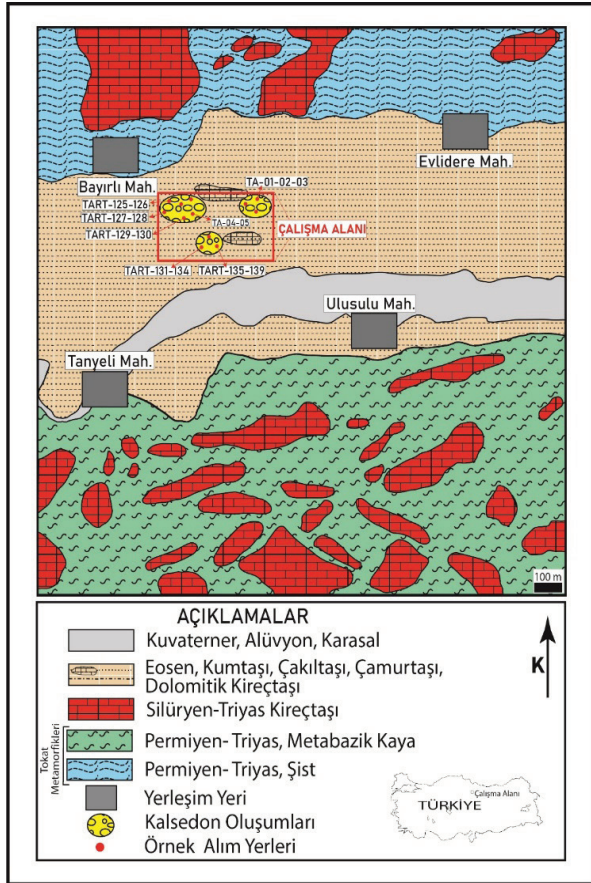 Evlidere Mah.
Bayırlı Mah.
TA-01-02-03
TART-125-126
TART-127-128
TART-129-130
TA-04-05
ÇALIŞMA ALANI
TART-131-134
TART-135-139
Ulusulu Mah.
Tanyeli Mah.
100 m
AÇIKLAMALAR
Kuvaterner, Alüvyon, Karasal
Eosen, Kumtaşı, Çakıltaşı, Çamurtaşı,
Dolomitik Kireçtaşı
Silüryen-Triyas Kireçtaşı
Tokat
Metamorfikleri
Permiyen- Triyas, Metabazik Kaya
Permiyen- Triyas, Şist
Yerleşim Yeri
Kalsedon Oluşumları
Örnek Alım Yerleri
K
Çalışma Alanı
TÜRKİYE